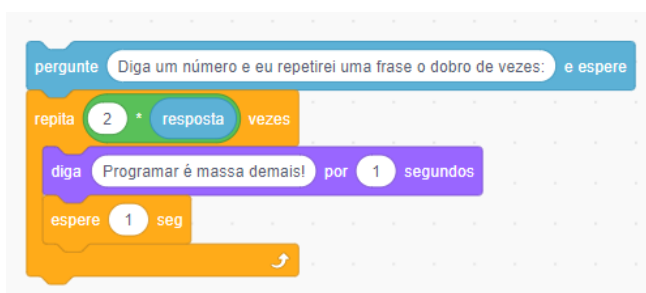 pergunte Diga um número e eu repetirei uma frase o dobro de vezes: e espere
repita 2 * resposta vezes
diga Programar é massa demais! por 1 segundos
espere 1 seg